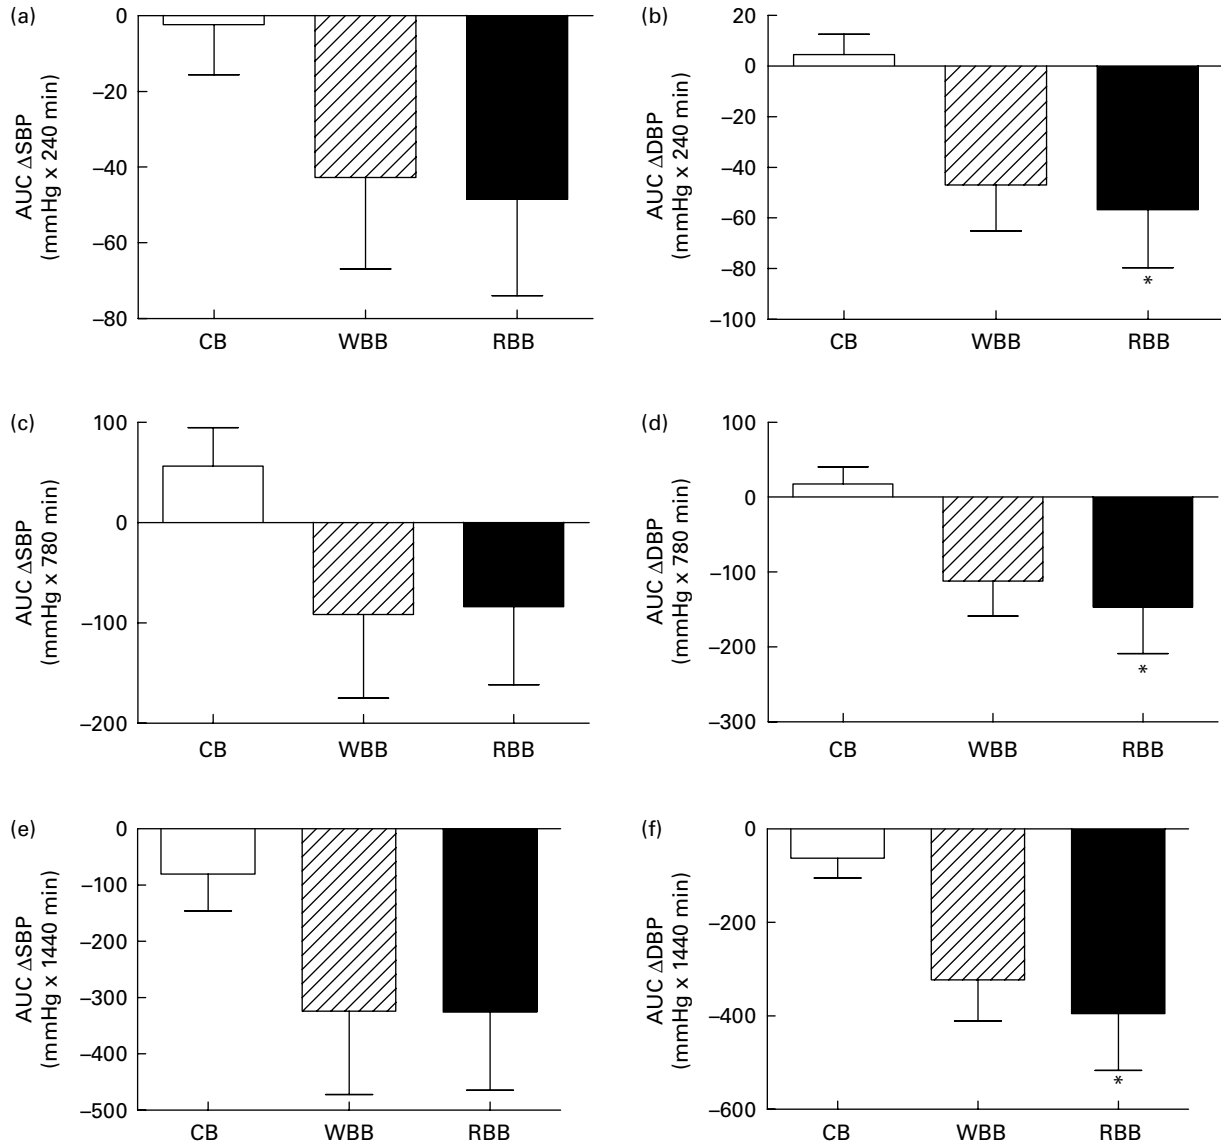 (a)
AUC ΔSBP
(mmHg x 240 min)
0
–20
–40
–60
–80
CB WBB RBB
(b)
AUC ΔDBP
(mmHg x 240 min)
20
0
–20
–40
–60
–80
–100
*
CB WBB RBB
(c)
AUC ΔSBP
(mmHg x 780 min)
100
0
–100
–200
CB WBB RBB
(d)
AUC ΔDBP
(mmHg x 780 min)
100
0
–100
–200
–300
*
CB WBB RBB
(e)
AUC ΔSBP
(mmHg x 1440 min)
0
–100
–200
–300
–400
–500
CB WBB RBB
(f)
AUC ΔDBP
(mmHg x 1440 min)
0
–200
–400
–600
*
CB WBB RBB